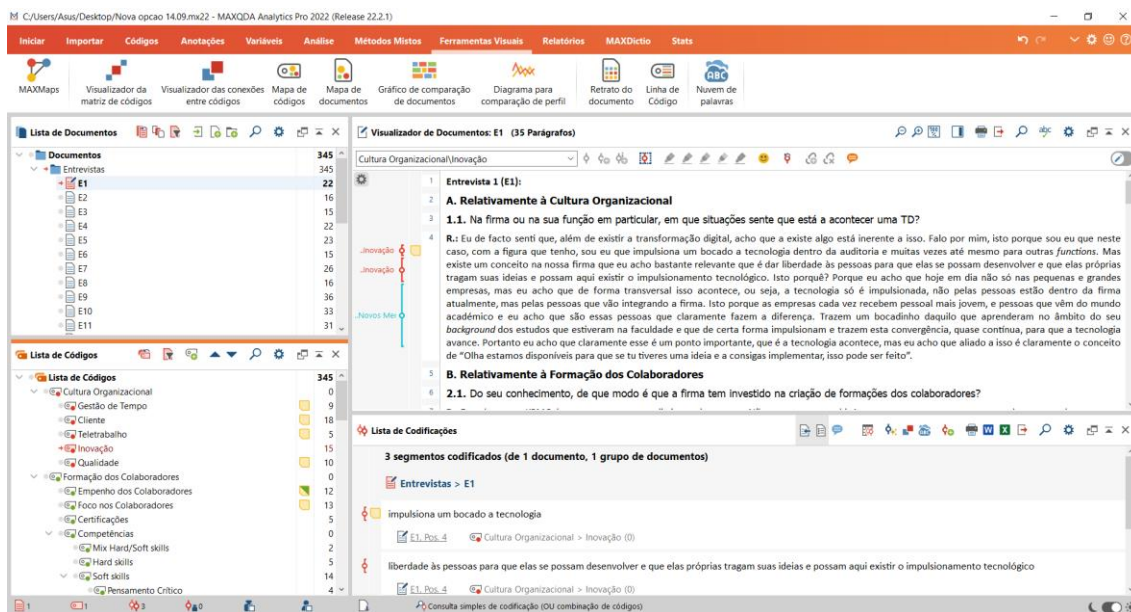 C:/Users/Asus/Desktop/Nova opcao 14.09.mx22 - MAXQDA Analytics Pro 2022 (Release 22.2.1)
Iniciar Importar Códigos Anotações Variáveis Análise Métodos Mistos Ferramentas Visuais Relatórios MAXDictio Stats
MAXMaps
Visualizador da matriz de códigos
Visualizador das conexões entre códigos
Mapa de códigos
Mapa de documentos
Gráfico de comparação de documentos
Diagrama para comparação de perfil
Retrato do documento
Linha de Código
Nuvem de palavras
ABC
Lista de Documentos
Documentos 345
Entrevistas 345
E1 22
E2 16
E3 15
E4 22
E5 23
E6 15
E7 26
E8 16
E9 36
E10 33
E11 31
Lista de Códigos
Lista de Códigos 345
Cultura Organizacional 0
Gestão de Tempo 9
Cliente 18
Teletrabalho 5
Inovação 15
Qualidade 10
Formação dos Colaboradores 0
Empenho dos Colaboradores 12
Foco nos Colaboradores 13
Certificações 5
Competências 0
Mix Hard/Soft skills 2
Hard skills 5
Soft skills 14
Pensamento Crítico 4
Visualizador de Documentos: E1 (35 Parágrafos)
Cultura Organizacional\Inovação
1 Entrevista 1 (E1):
2 A. Relativamente à Cultura Organizacional
3 1.1. Na firma ou na sua função em particular, em que situações sente que está a acontecer uma TD?
..Inovação
..Inovação
..Novos Mer
4 R.: Eu de facto senti que, além de existir a transformação digital, acho que a existe algo está inerente a isso. Falo por mim, isto porque sou eu que neste
caso, com a figura que tenho, sou eu que impulsiona um bocado a tecnologia dentro da auditoria e muitas vezes até mesmo para outras functions. Mas
existe um conceito na nossa firma que eu acho bastante relevante que é dar liberdade às pessoas para que elas se possam desenvolver e que elas próprias
tragam suas ideias e possam aqui existir o impulsionamento tecnológico. Isto porquê? Porque eu acho que hoje em dia não só nas pequenas e grandes
empresas, mas eu acho que de forma transversal isso acontece, ou seja, a tecnologia só é impulsionada, não pelas pessoas estão dentro da firma
atualmente, mas pelas pessoas que vão integrando a firma. Isto porque as empresas cada vez recebem pessoal mais jovem, e pessoas que vêm do mundo
académico e eu acho que são essas pessoas que claramente fazem a diferença. Trazem um bocadinho daquilo que aprenderam no âmbito do seu
background dos estudos que estiveram na faculdade e que de certa forma impulsionam e trazem esta convergência, quase contínua, para que a tecnologia
avance. Portanto eu acho que claramente esse é um ponto importante, que é a tecnologia acontece, mas eu acho que aliado a isso é claramente o conceito
de "Olha estamos disponíveis para que se tu tiveres uma ideia e a consigas implementar, isso pode ser feito".
5 B. Relativamente à Formação dos Colaboradores
6 2.1. Do seu conhecimento, de que modo é que a firma tem investido na criação de formações dos colaboradores?
Lista de Codificações
3 segmentos codificados (de 1 documento, 1 grupo de documentos)
Entrevistas > E1
impulsiona um bocado a tecnologia
E1, Pos. 4 Cultura Organizacional > Inovação (0)
liberdade às pessoas para que elas se possam desenvolver e que elas próprias tragam suas ideias e possam aqui existir o impulsionamento tecnológico
E1, Pos. 4 Cultura Organizacional > Inovação (0)
1 1 3 0
Consulta simples de codificação (OU combinação de códigos)